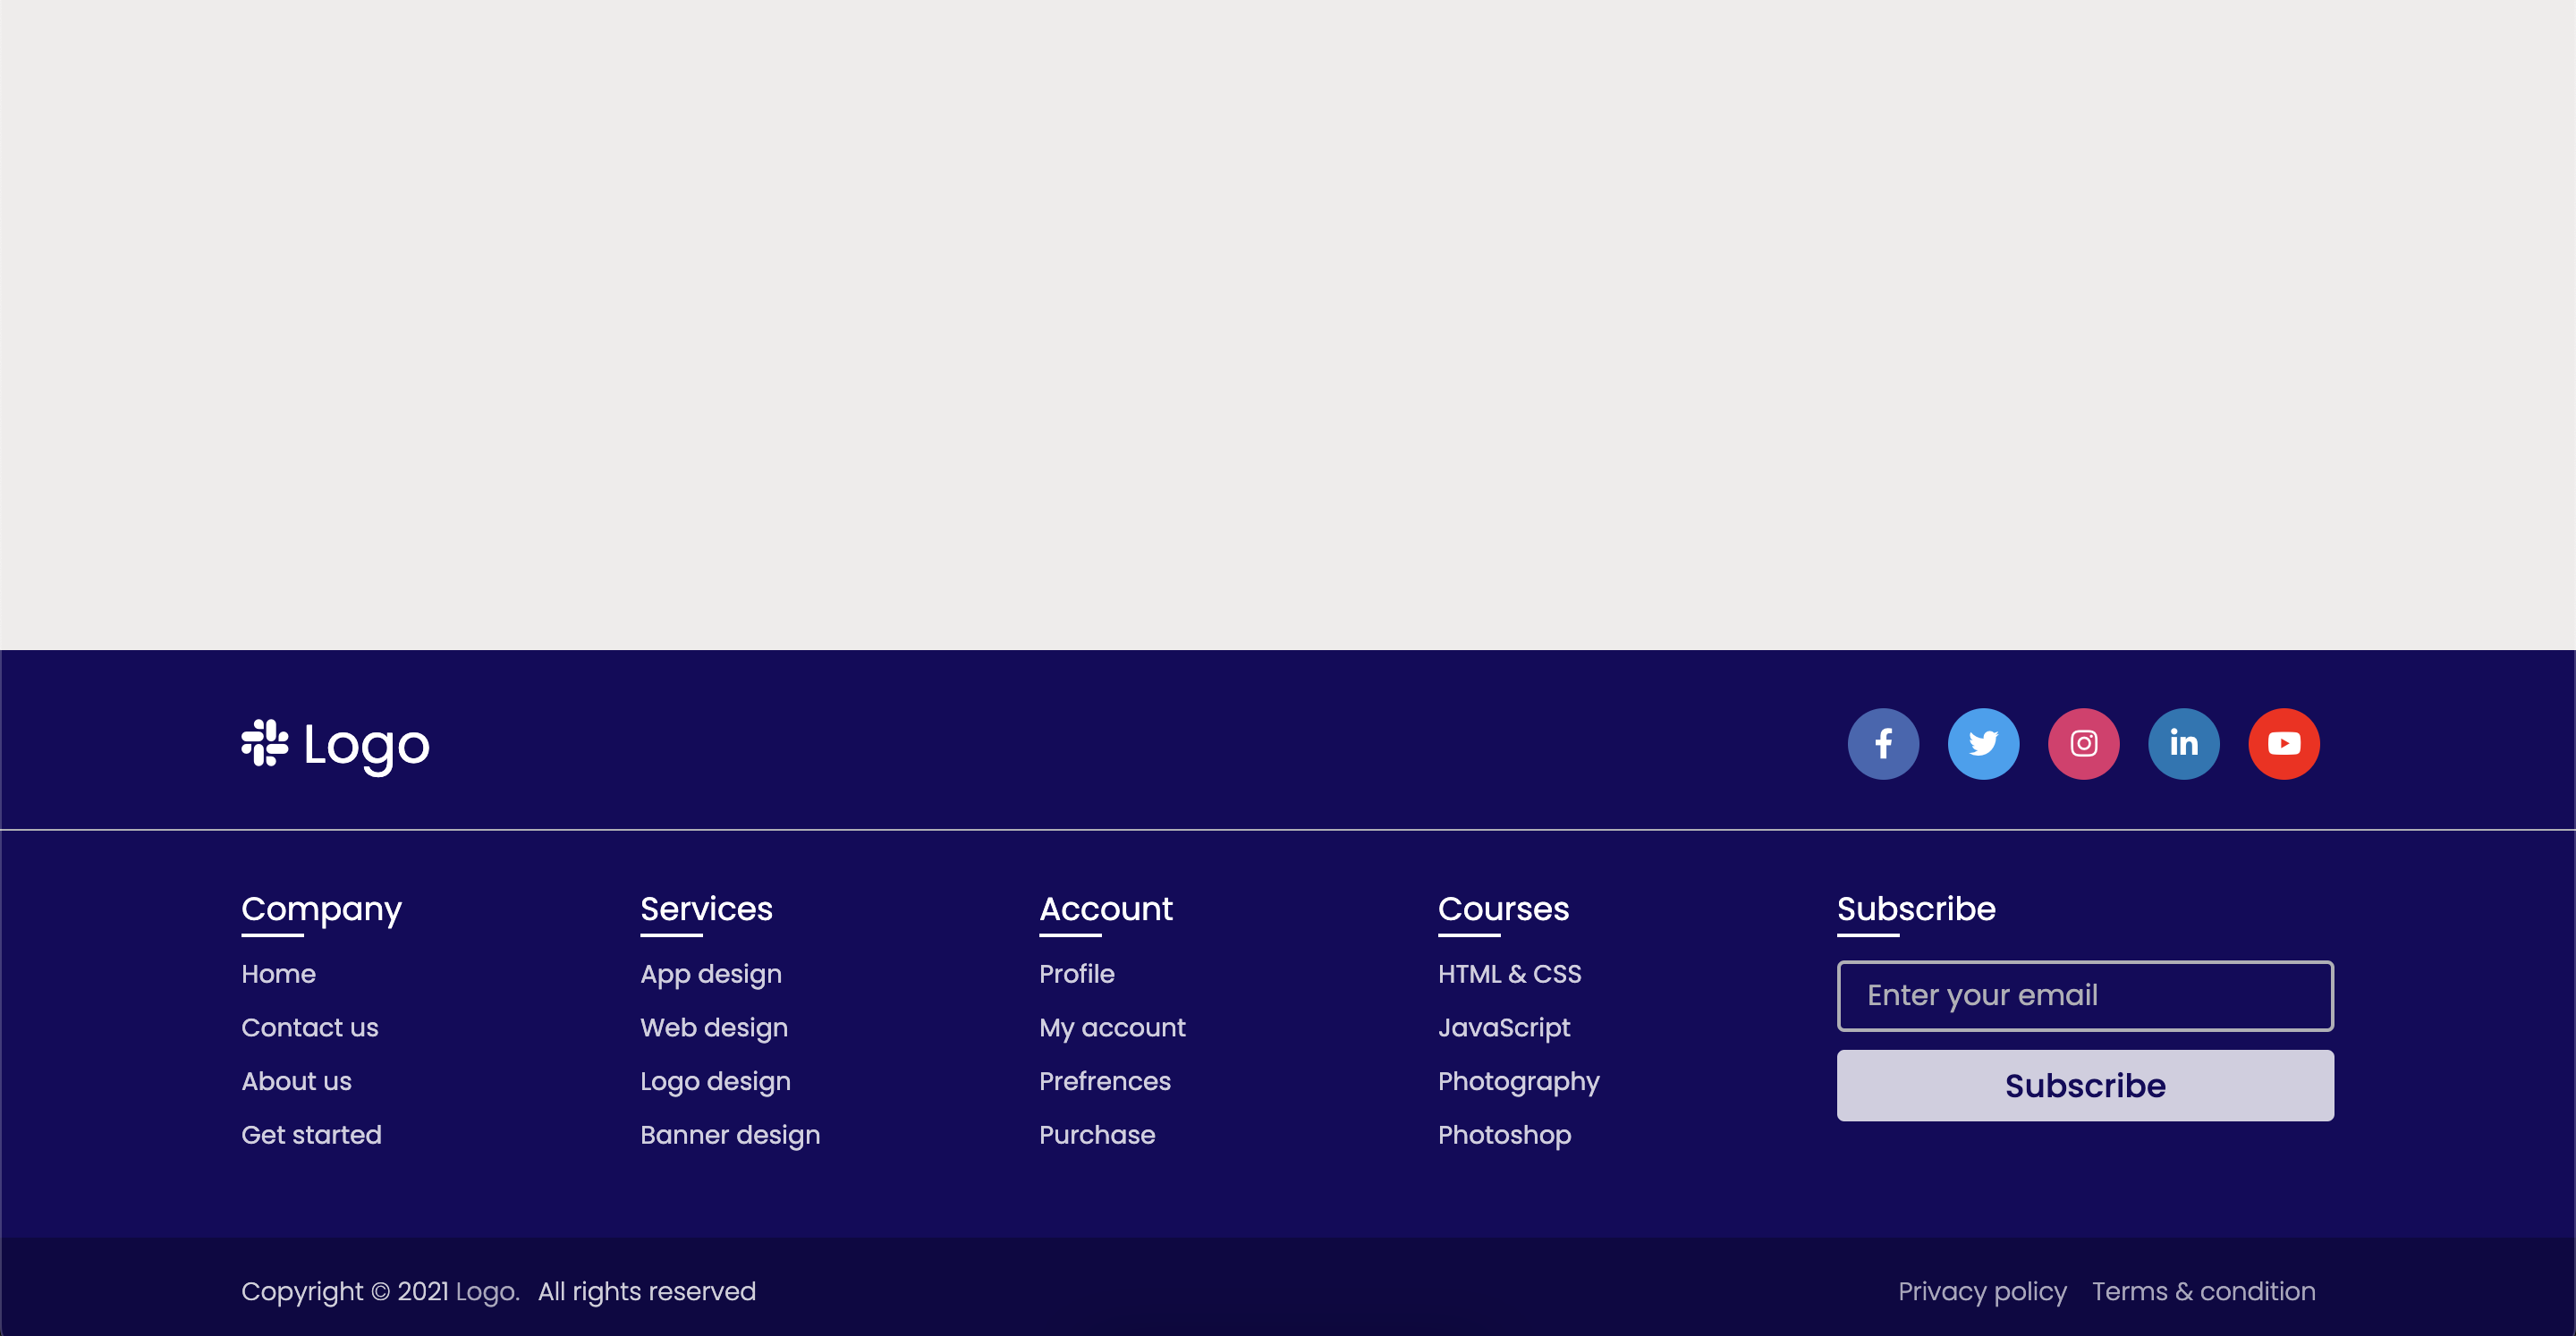 Logo
Company
Home
Contact us
About us
Get started
Services
App design
Web design
Logo design
Banner design
Account
Profile
My account
Prefrences
Purchase
Courses
HTML & CSS
JavaScript
Photography
Photoshop
Subscribe
Enter your email
Subscribe
Copyright © 2021 Logo. All rights reserved
Privacy policy Terms & condition